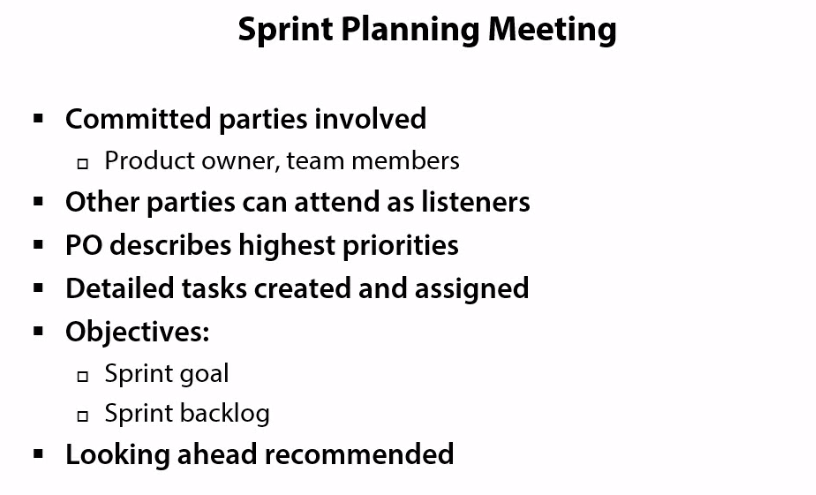 Sprint Planning Meeting
Committed parties involved
Product owner, team members
Other parties can attend as listeners
PO describes highest priorities
Detailed tasks created and assigned
Objectives:
Sprint goal
Sprint backlog
Looking ahead recommended